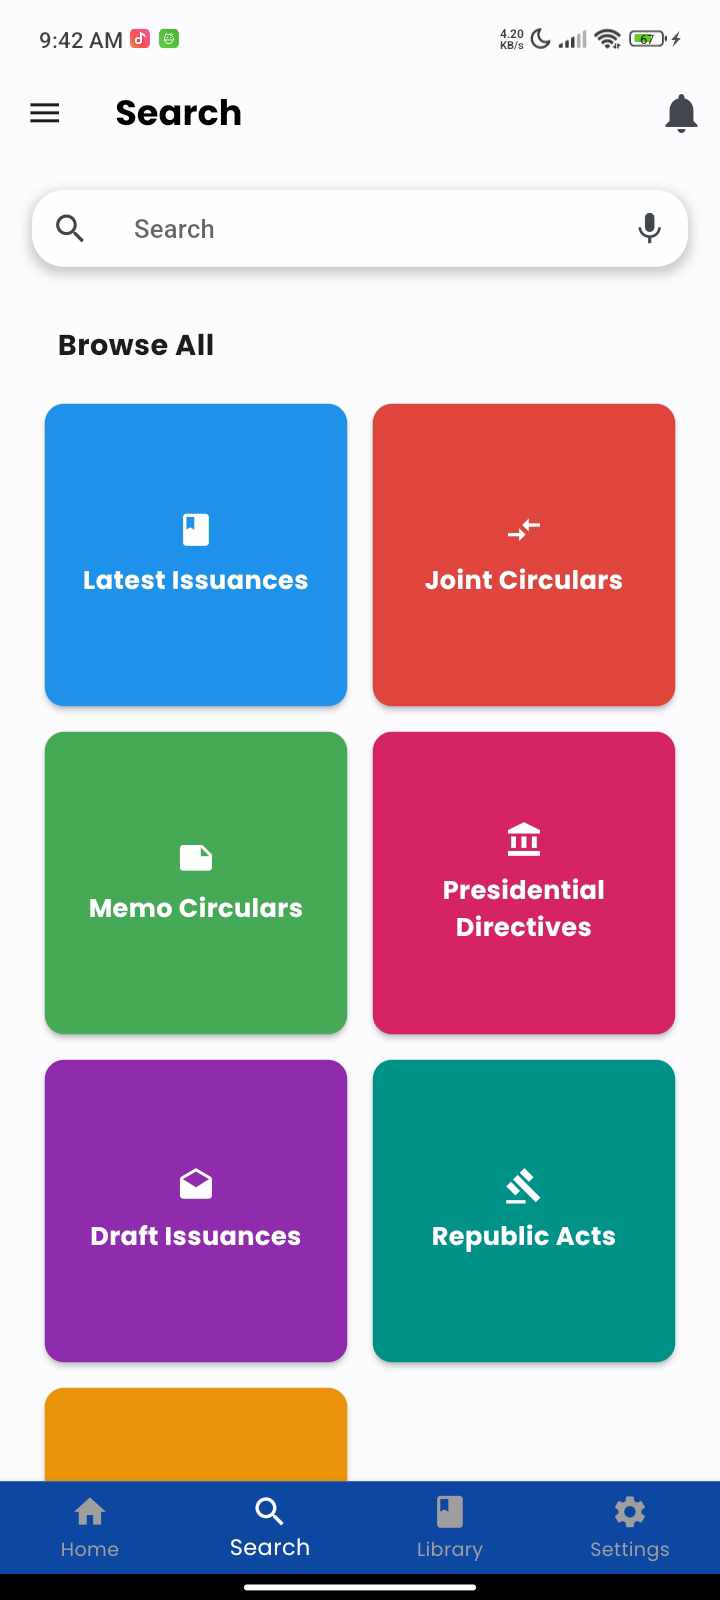 9:42 AM
4.20
KB/s
67
Search
Search
Browse All
Latest Issuances
Joint Circulars
Memo Circulars
Presidential
Directives
Draft Issuances
Republic Acts
Home
Search
Library
Settings